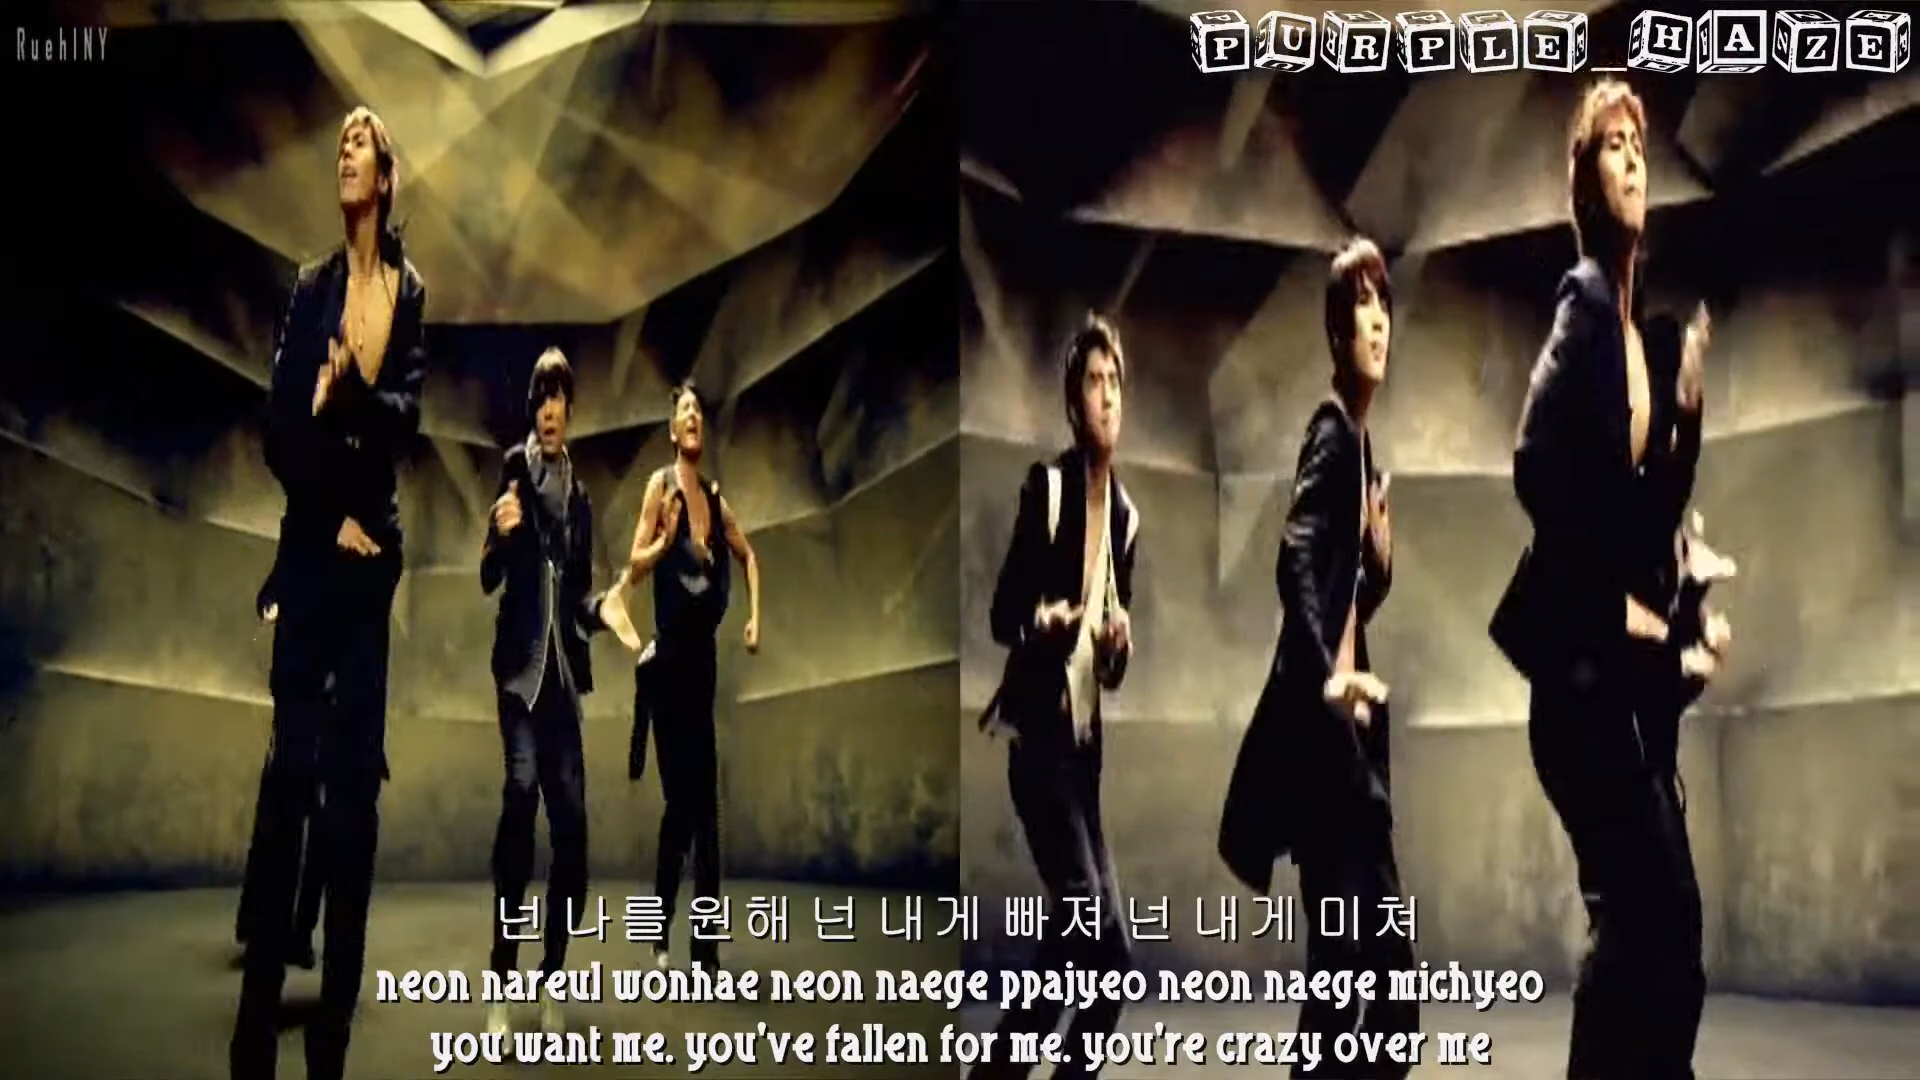 RuehINY
PURPLE_HAZE
넌 나를 원해 넌 내게 빠져 넌 내게 미쳐
neon nareul wonhae neon naege ppajyeo neon naege michyeo
you want me. you've fallen for me. you're crazy over me